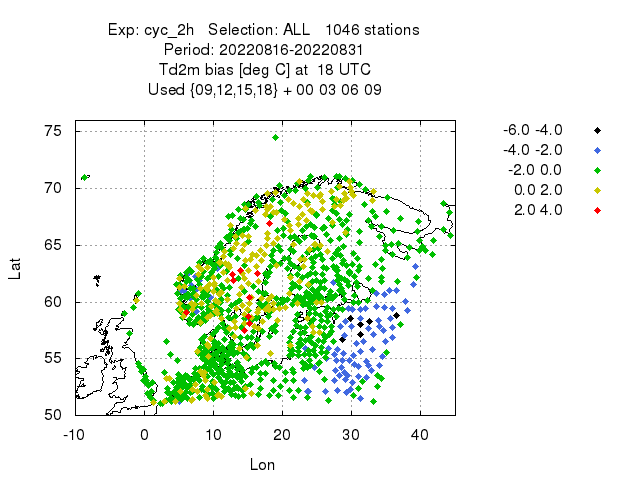 Exp: cyc_2h Selection: ALL 1046 stations
Period: 20220816-20220831
Td2m bias [deg C] at 18 UTC
Used {09,12,15,18} + 00 03 06 09
-6.0 -4.0
-4.0 -2.0
-2.0 0.0
0.0 2.0
2.0 4.0
75
70
65
60
55
50
Lat
-10 0 10 20 30 40
Lon